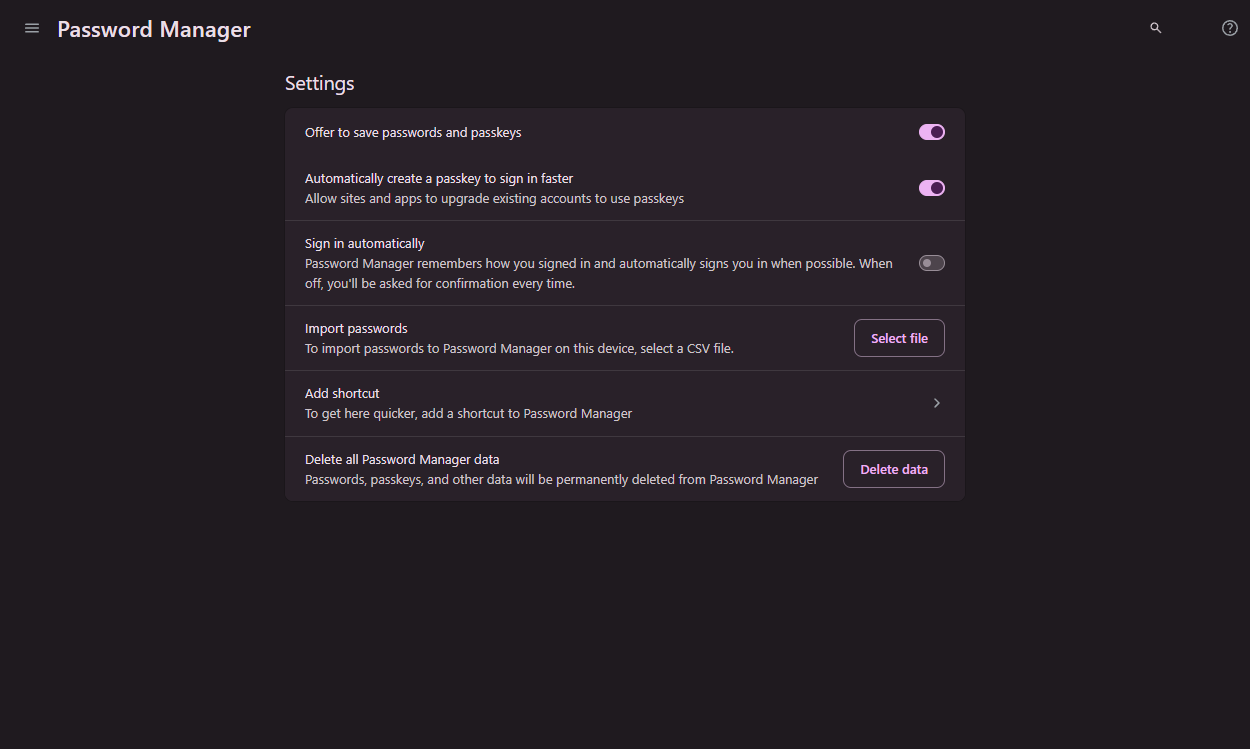 Password Manager
Settings
Offer to save passwords and passkeys
Automatically create a passkey to sign in faster
Allow sites and apps to upgrade existing accounts to use passkeys
Sign in automatically
Password Manager remembers how you signed in and automatically signs you in when possible. When
off, you'll be asked for confirmation every time.
Import passwords
To import passwords to Password Manager on this device, select a CSV file.
Select file
Add shortcut
To get here quicker, add a shortcut to Password Manager
Delete all Password Manager data
Passwords, passkeys, and other data will be permanently deleted from Password Manager
Delete data